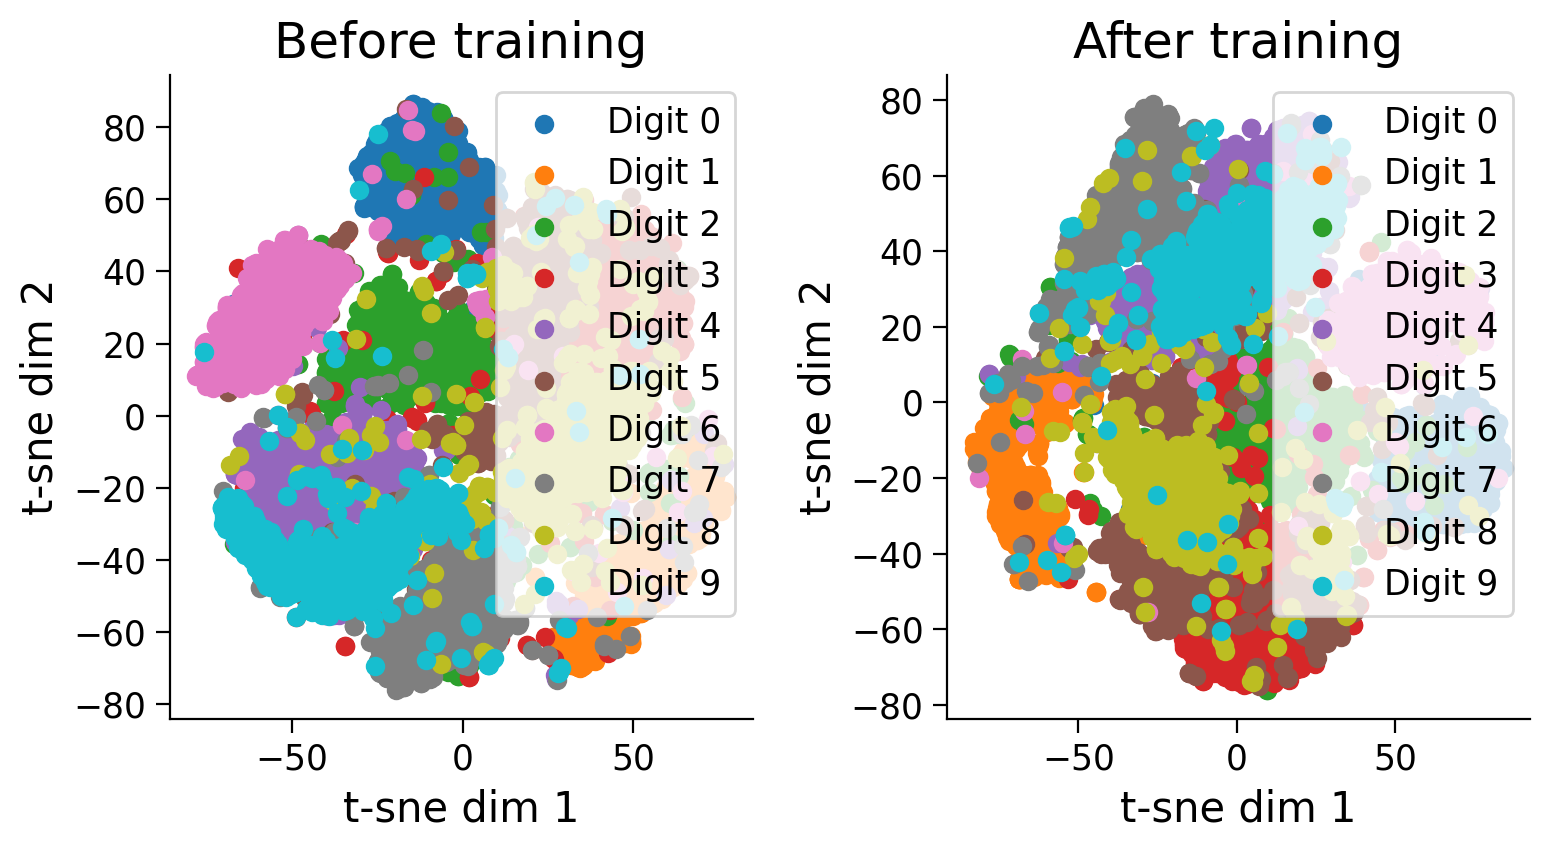 Before training
80
60
40
20
0
−20
−40
−60
−80
−50
0
50
t-sne dim 2
t-sne dim 1
Digit 0
Digit 1
Digit 2
Digit 3
Digit 4
Digit 5
Digit 6
Digit 7
Digit 8
Digit 9
After training
80
60
40
20
0
−20
−40
−60
−80
−50
0
50
t-sne dim 2
t-sne dim 1
Digit 0
Digit 1
Digit 2
Digit 3
Digit 4
Digit 5
Digit 6
Digit 7
Digit 8
Digit 9